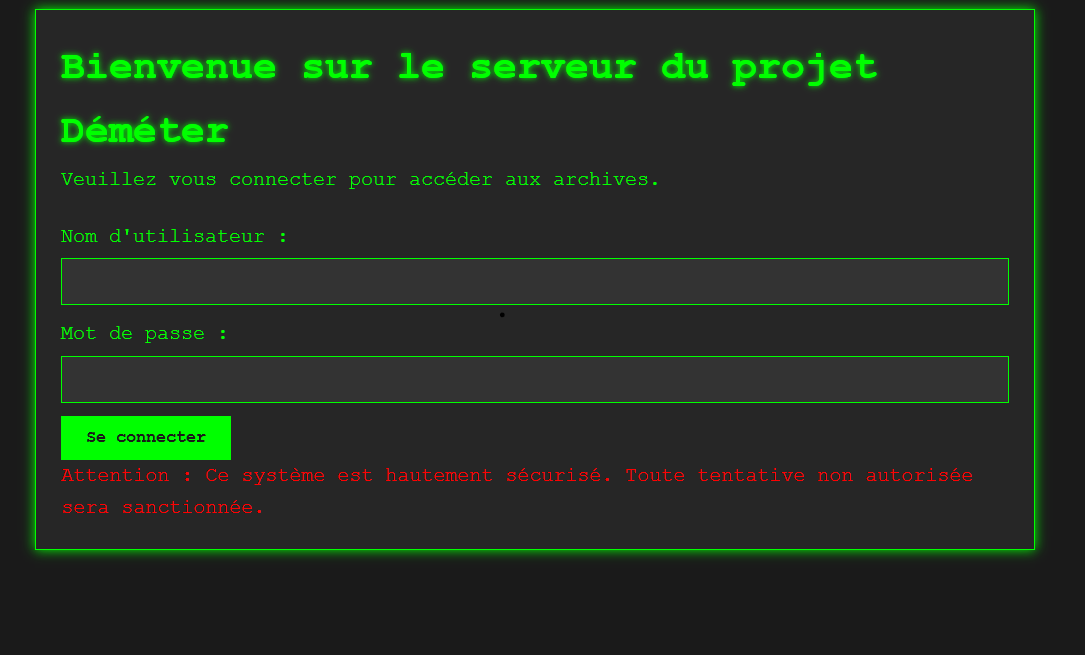 Bienvenue sur le serveur du projet
Déméter
Veuillez vous connecter pour accéder aux archives.
Nom d'utilisateur :
Mot de passe :
Se connecter
Attention : Ce système est hautement sécurisé. Toute tentative non autorisée
sera sanctionnée.